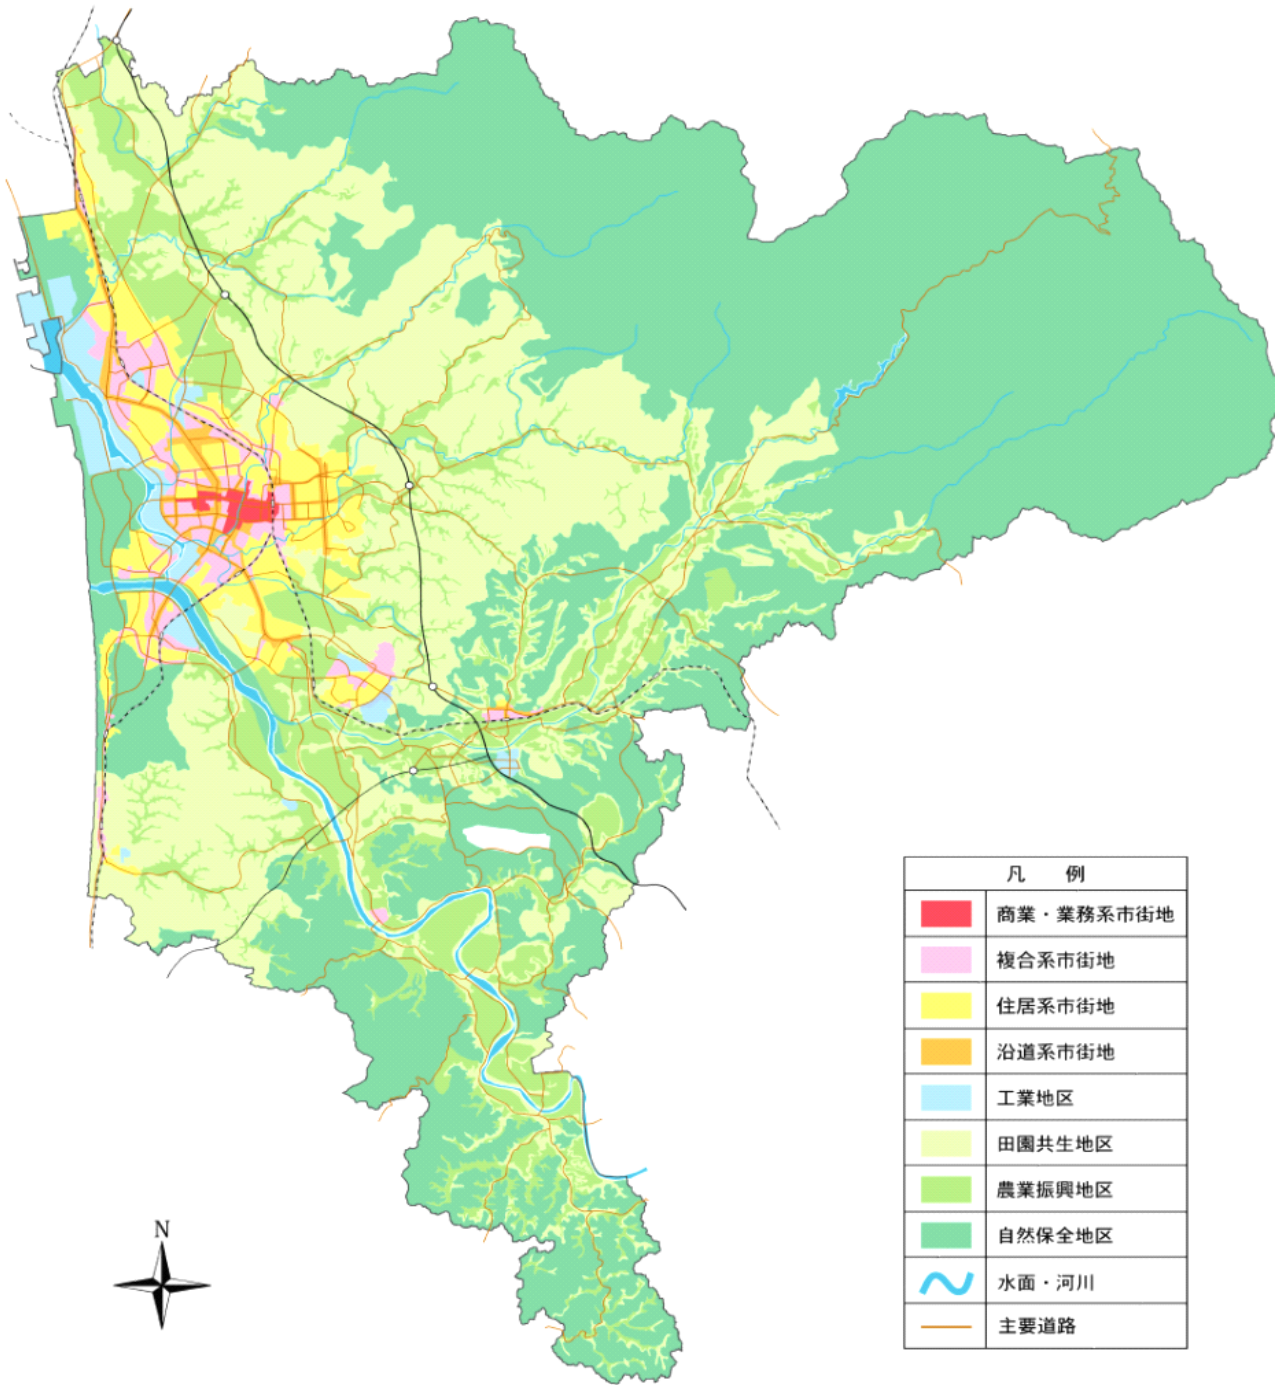 凡 例
商業・業務系市街地
複合系市街地
住居系市街地
沿道系市街地
工業地区
田園共生地区
農業振興地区
自然保全地区
水面・河川
主要道路
N